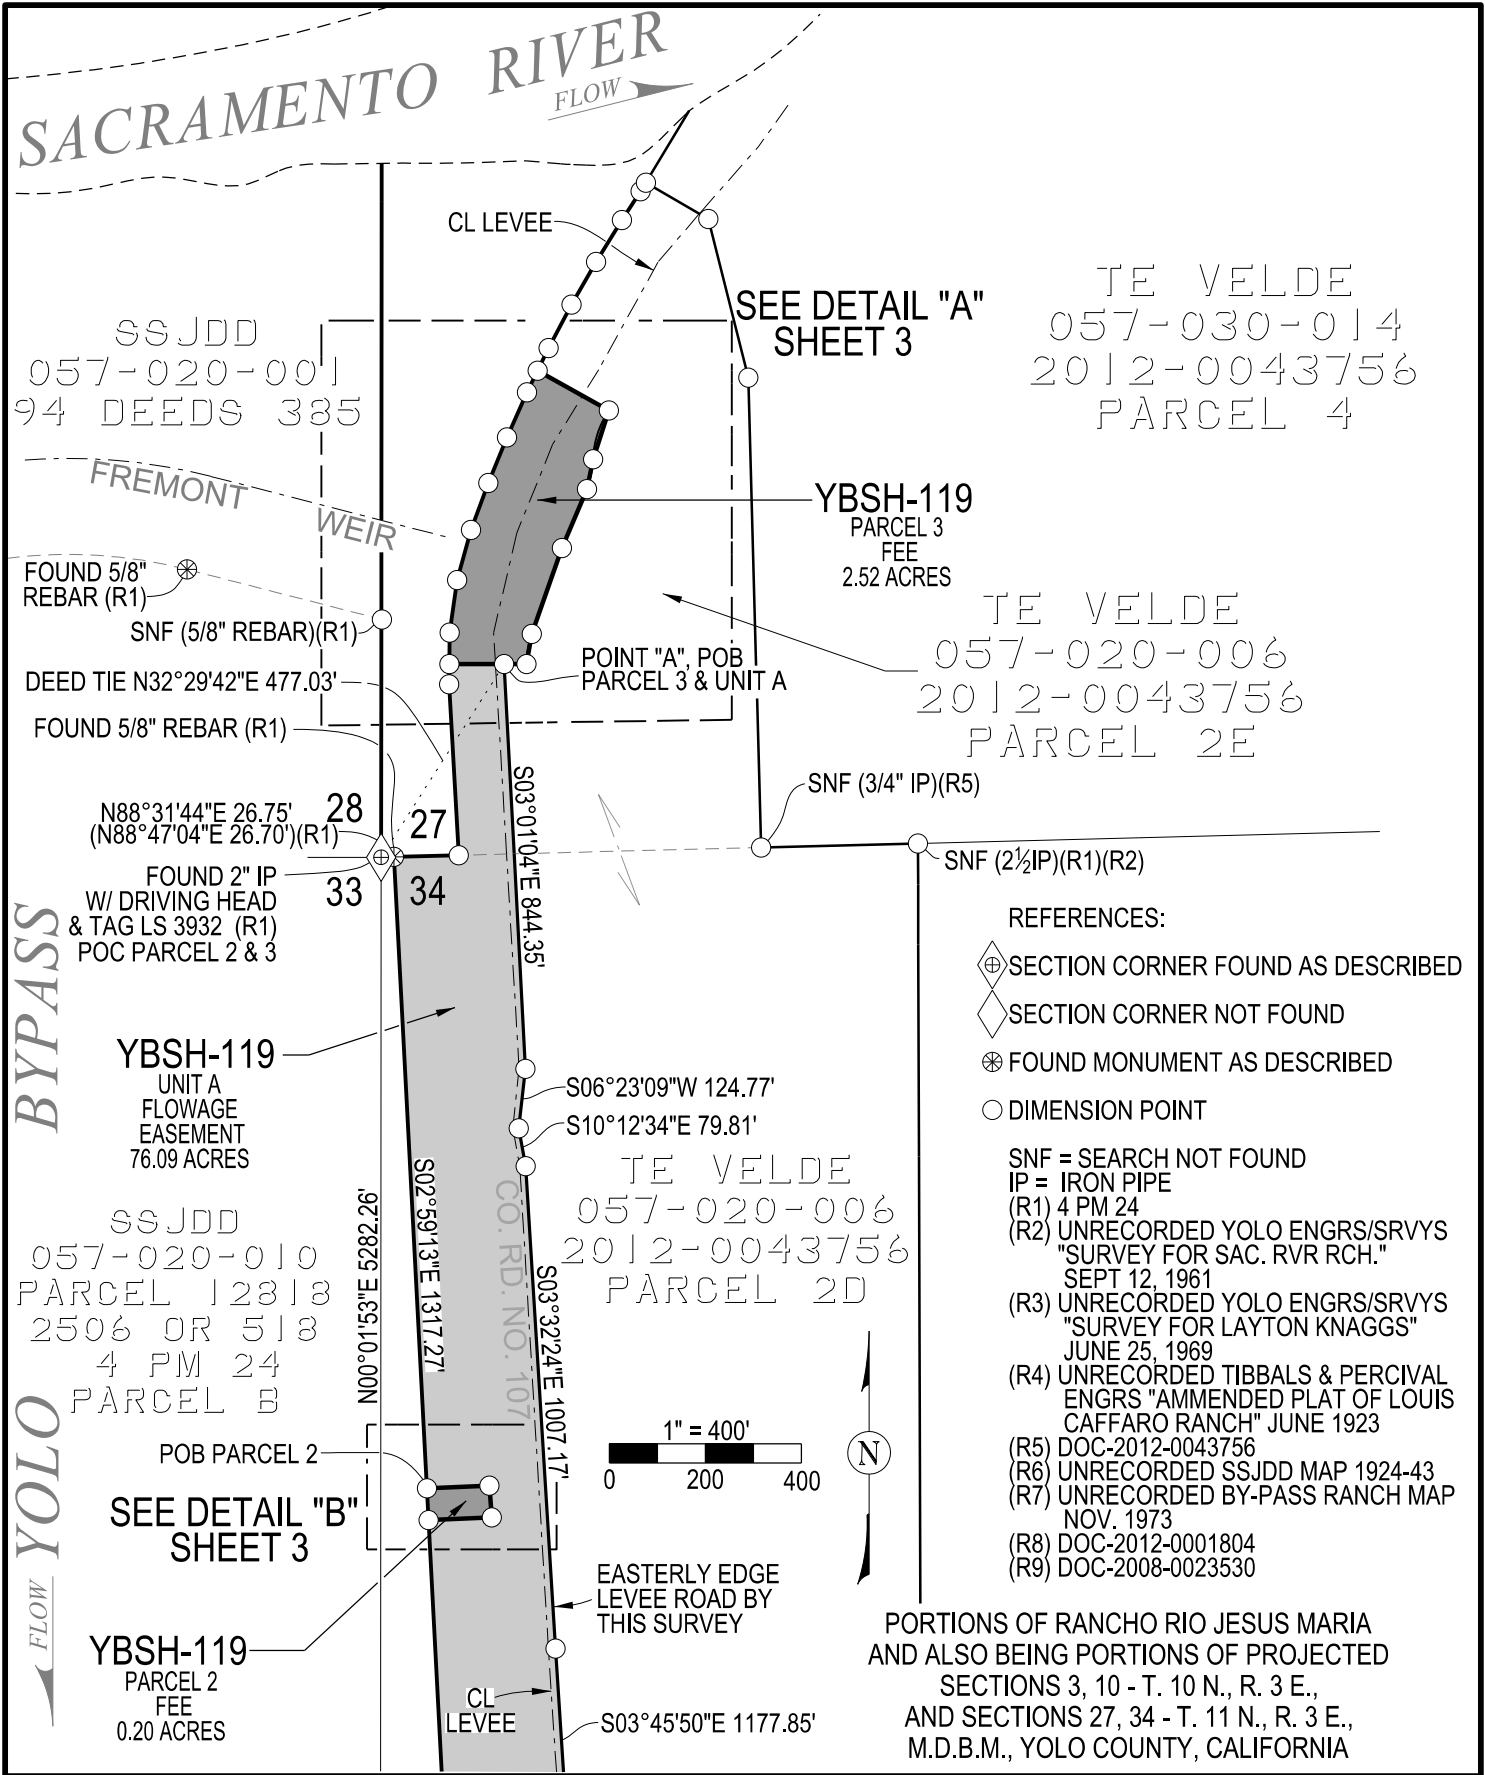 SACRAMENTO RIVER
FLOW
CL LEVEE
SEE DETAIL "A"
SHEET 3
TE VELDE
057-030-014
2012-0043756
PARCEL 4
SSJDD
057-020-001
94 DEEDS 385
FREMONT WEIR
YBSH-119
PARCEL 3
FEE
2.52 ACRES
FOUND 5/8"
REBAR (R1)
SNF (5/8" REBAR)(R1)
TE VELDE
057-020-006
2012-0043756
PARCEL 2E
POINT "A", POB
PARCEL 3 & UNIT A
DEED TIE N32°29'42"E 477.03'
FOUND 5/8" REBAR (R1)
S03°01'04"E 844.35'
SNF (3/4" IP)(R5)
N88°31'44"E 26.75'
(N88°47'04"E 26.70')(R1)
28
27
33
34
SNF (2½IP)(R1)(R2)
FOUND 2" IP
W/ DRIVING HEAD
& TAG LS 3932 (R1)
POC PARCEL 2 & 3
REFERENCES:
SECTION CORNER FOUND AS DESCRIBED
SECTION CORNER NOT FOUND
FOUND MONUMENT AS DESCRIBED
DIMENSION POINT
SNF = SEARCH NOT FOUND
IP = IRON PIPE
(R1) 4 PM 24
(R2) UNRECORDED YOLO ENGRS/SRVYS
"SURVEY FOR SAC. RVR RCH."
SEPT 12, 1961
(R3) UNRECORDED YOLO ENGRS/SRVYS
"SURVEY FOR LAYTON KNAGGS"
JUNE 25, 1969
(R4) UNRECORDED TIBBALS & PERCIVAL
ENGRS "AMMENDED PLAT OF LOUIS
CAFFARO RANCH" JUNE 1923
(R5) DOC-2012-0043756
(R6) UNRECORDED SSJDD MAP 1924-43
(R7) UNRECORDED BY-PASS RANCH MAP
NOV. 1973
(R8) DOC-2012-0001804
(R9) DOC-2008-0023530
YBSH-119
UNIT A
FLOWAGE
EASEMENT
76.09 ACRES
S06°23'09"W 124.77'
S10°12'34"E 79.81'
TE VELDE
057-020-006
2012-0043756
PARCEL 2D
SSJDD
057-020-010
PARCEL 12818
2506 OR 518
4 PM 24
PARCEL B
N00°01'53"E 5282.26'
S02°59'13"E 1317.27'
CO. RD. NO. 107
S03°32'24"E 1007.17'
1" = 400'
0 200 400
N
POB PARCEL 2
SEE DETAIL "B"
SHEET 3
YOLO BYPASS
FLOW
EASTERLY EDGE
LEVEE ROAD BY
THIS SURVEY
YBSH-119
PARCEL 2
FEE
0.20 ACRES
CL
LEVEE
S03°45'50"E 1177.85'
PORTIONS OF RANCHO RIO JESUS MARIA
AND ALSO BEING PORTIONS OF PROJECTED
SECTIONS 3, 10 - T. 10 N., R. 3 E.,
AND SECTIONS 27, 34 - T. 11 N., R. 3 E.,
M.D.B.M., YOLO COUNTY, CALIFORNIA